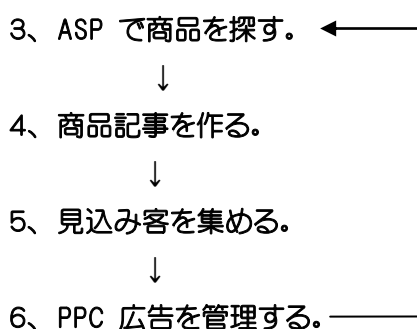 3、ASP で商品を探す。
↓
4、商品記事を作る。
↓
5、見込み客を集める。
↓
6、PPC 広告を管理する。